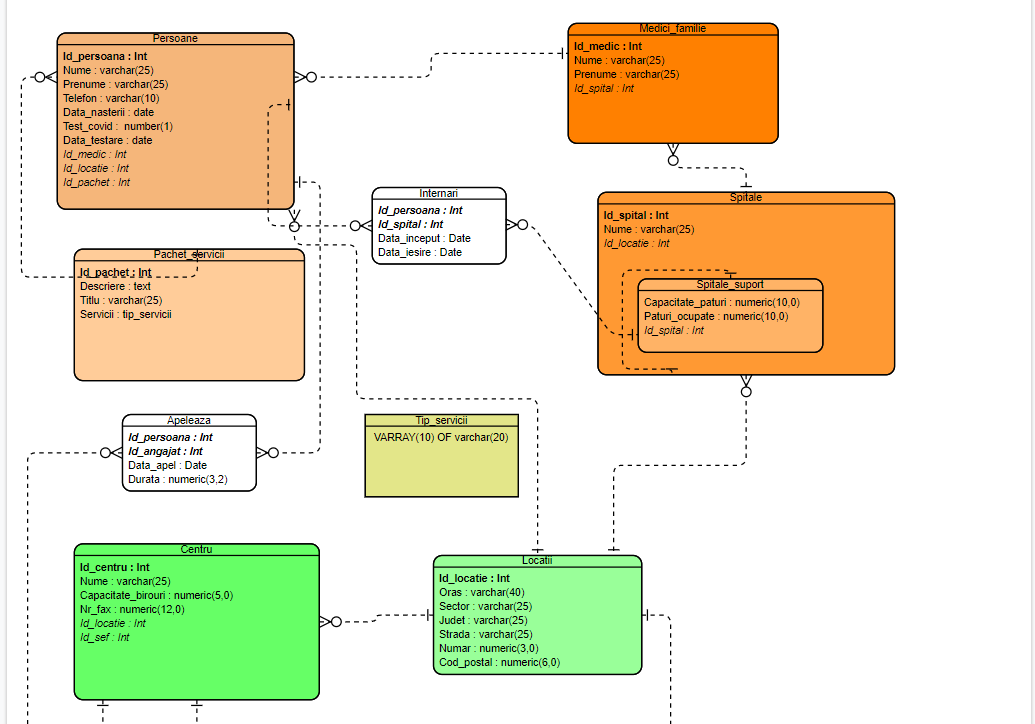 Persoane
Id_persoana : Int
Nume : varchar(25)
Prenume : varchar(25)
Telefon : varchar(10)
Data_nasterii : date
Test_covid : number(1)
Data_testare : date
Id_medic : Int
Id_locatie : Int
Id_pachet : Int
Medici_familie
Id_medic : Int
Nume : varchar(25)
Prenume : varchar(25)
Id_spital : Int
Internari
Id_persoana : Int
Id_spital : Int
Data_inceput : Date
Data_iesire : Date
Spitale
Id_spital : Int
Nume : varchar(25)
Id_locatie : Int
Spitale_suport
Capacitate_paturi : numeric(10,0)
Paturi_ocupate : numeric(10,0)
Id_spital : Int
Pachet_servicii
Id_pachet : Int
Descriere : text
Titlu : varchar(25)
Servicii : tip_servicii
Apeleaza
Id_persoana : Int
Id_angajat : Int
Data_apel : Date
Durata : numeric(3,2)
Tip_servicii
VARRAY(10) OF varchar(20)
Centru
Id_centru : Int
Nume : varchar(25)
Capacitate_birouri : numeric(5,0)
Nr_fax : numeric(12,0)
Id_locatie : Int
Id_sef : Int
Locatii
Id_locatie : Int
Oras : varchar(40)
Sector : varchar(25)
Judet : varchar(25)
Strada : varchar(25)
Numar : numeric(3,0)
Cod_postal : numeric(6,0)